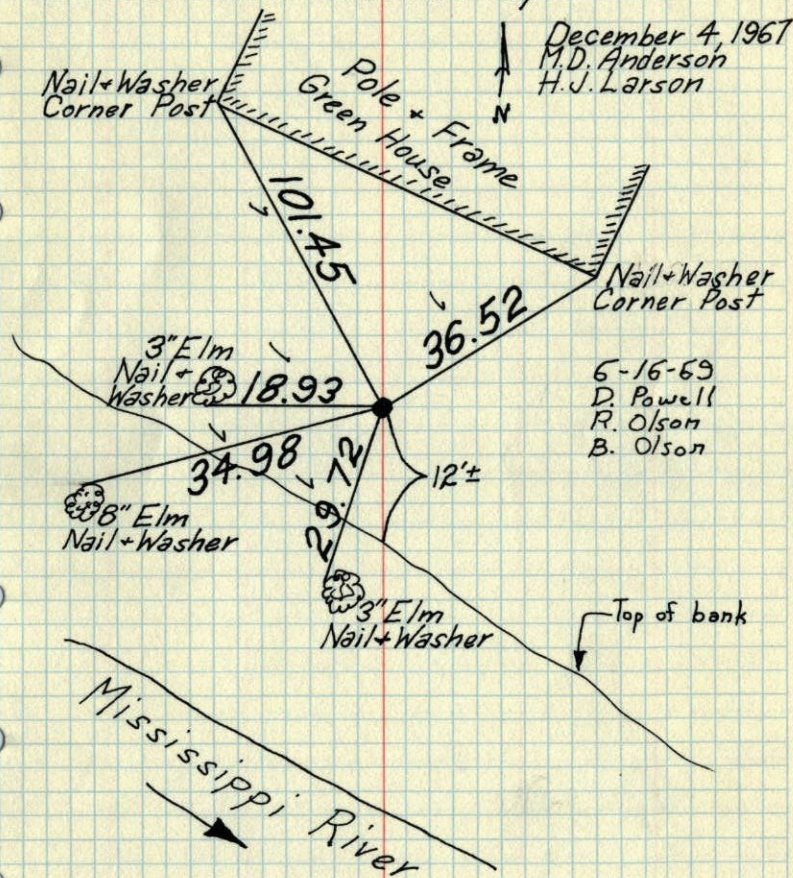 December 4, 1967
M.D. Anderson
H.J. Larson
N
Nail + Washer
Corner Post
Pole & Frame
Green House
101.45
Nail + Washer
Corner Post
36.52
3" Elm
Nail +
Washer
18.93
6-16-69
D. Powell
R. Olson
B. Olson
34.98
29.72
12'±
8" Elm
Nail + Washer
3" Elm
Nail + Washer
Top of bank
Mississippi River